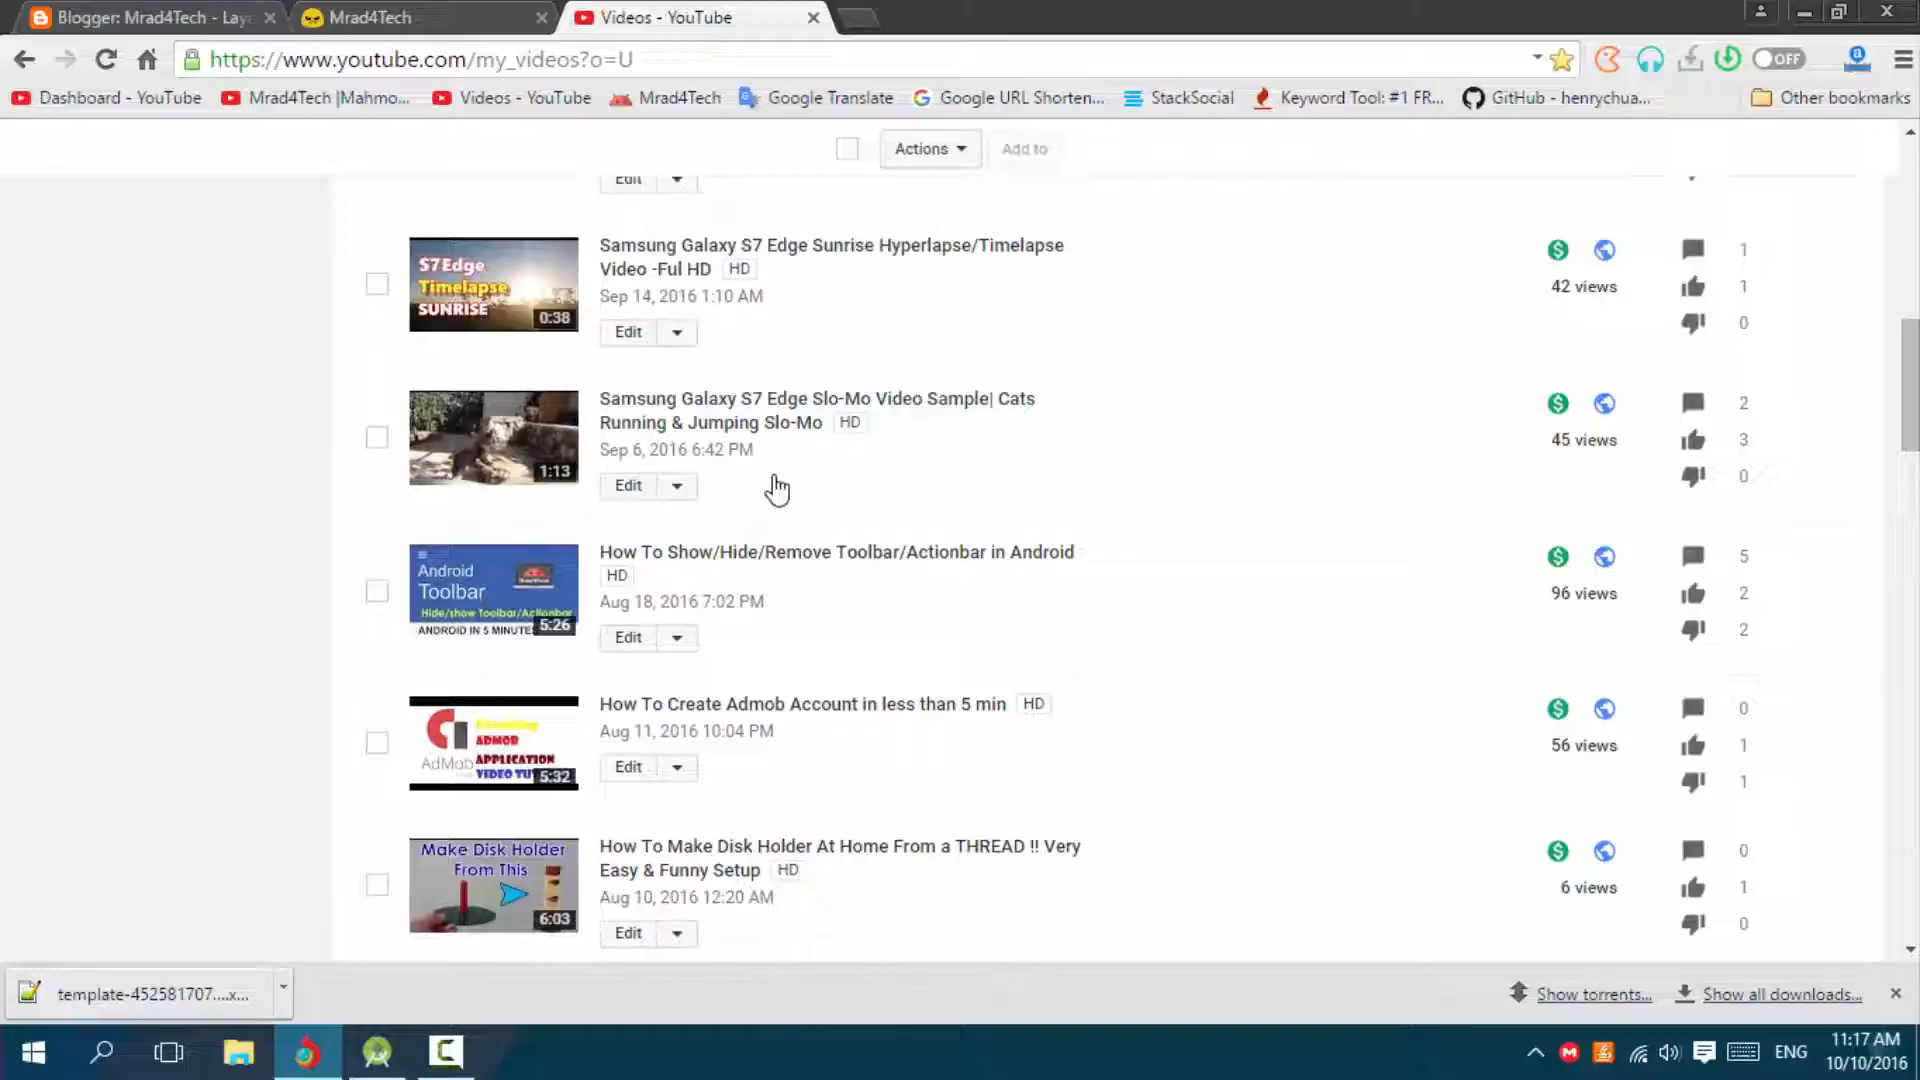 Blogger: Mrad4Tech - Lay
Mrad4Tech
Videos - YouTube
https://www.youtube.com/my_videos?o=U
OFF
Dashboard - YouTube
Mrad4Tech |Mahmo...
Videos - YouTube
Mrad4Tech
Google Translate
Google URL Shorten...
StackSocial
Keyword Tool: #1 FR...
GitHub - henrychua...
Other bookmarks
Actions
Add to
Edit
S7Edge
Timelapse
SUNRISE
0:38
Samsung Galaxy S7 Edge Sunrise Hyperlapse/Timelapse
Video -Ful HD HD
Sep 14, 2016 1:10 AM
Edit
42 views
1
1
0
1:13
Samsung Galaxy S7 Edge Slo-Mo Video Sample| Cats
Running & Jumping Slo-Mo HD
Sep 6, 2016 6:42 PM
Edit
45 views
2
3
0
Android
Toolbar
Hide/show Toolbar/Actionbar
ANDROID IN 5 MINUTE
5:26
How To Show/Hide/Remove Toolbar/Actionbar in Android
HD
Aug 18, 2016 7:02 PM
Edit
96 views
5
2
2
AdMob
ADMOB
APPLICATION
VIDEO TU
5:32
How To Create Admob Account in less than 5 min HD
Aug 11, 2016 10:04 PM
Edit
56 views
0
1
1
Make Disk Holder
From This
6:03
How To Make Disk Holder At Home From a THREAD !! Very
Easy & Funny Setup HD
Aug 10, 2016 12:20 AM
Edit
6 views
0
1
0
template-452581707....x...
Show torrents...
Show all downloads...
ENG
11:17 AM
10/10/2016